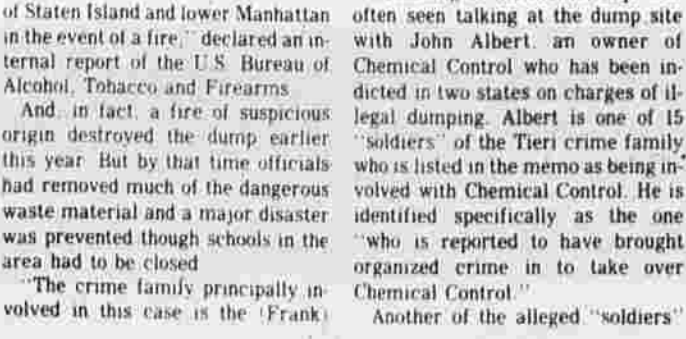 of Staten Island and lower Manhattan
in the event of a fire," declared an in-
ternal report of the U.S. Bureau of
Alcohol, Tobacco and Firearms
And, in fact, a fire of suspicious
origin destroyed the dump earlier
this year. But by that time officials
had removed much of the dangerous
waste material and a major disaster
was prevented though schools in the
area had to be closed
"The crime family principally in-
volved in this case is the (Frank)
often seen talking at the dump site
with John Albert, an owner of
Chemical Control who has been in-
dicted in two states on charges of il-
legal dumping. Albert is one of 15
"soldiers" of the Tieri crime family
who is listed in the memo as being in-
volved with Chemical Control. He is
identified specifically as the one
"who is reported to have brought
organized crime in to take over
Chemical Control."
Another of the alleged "soldiers"